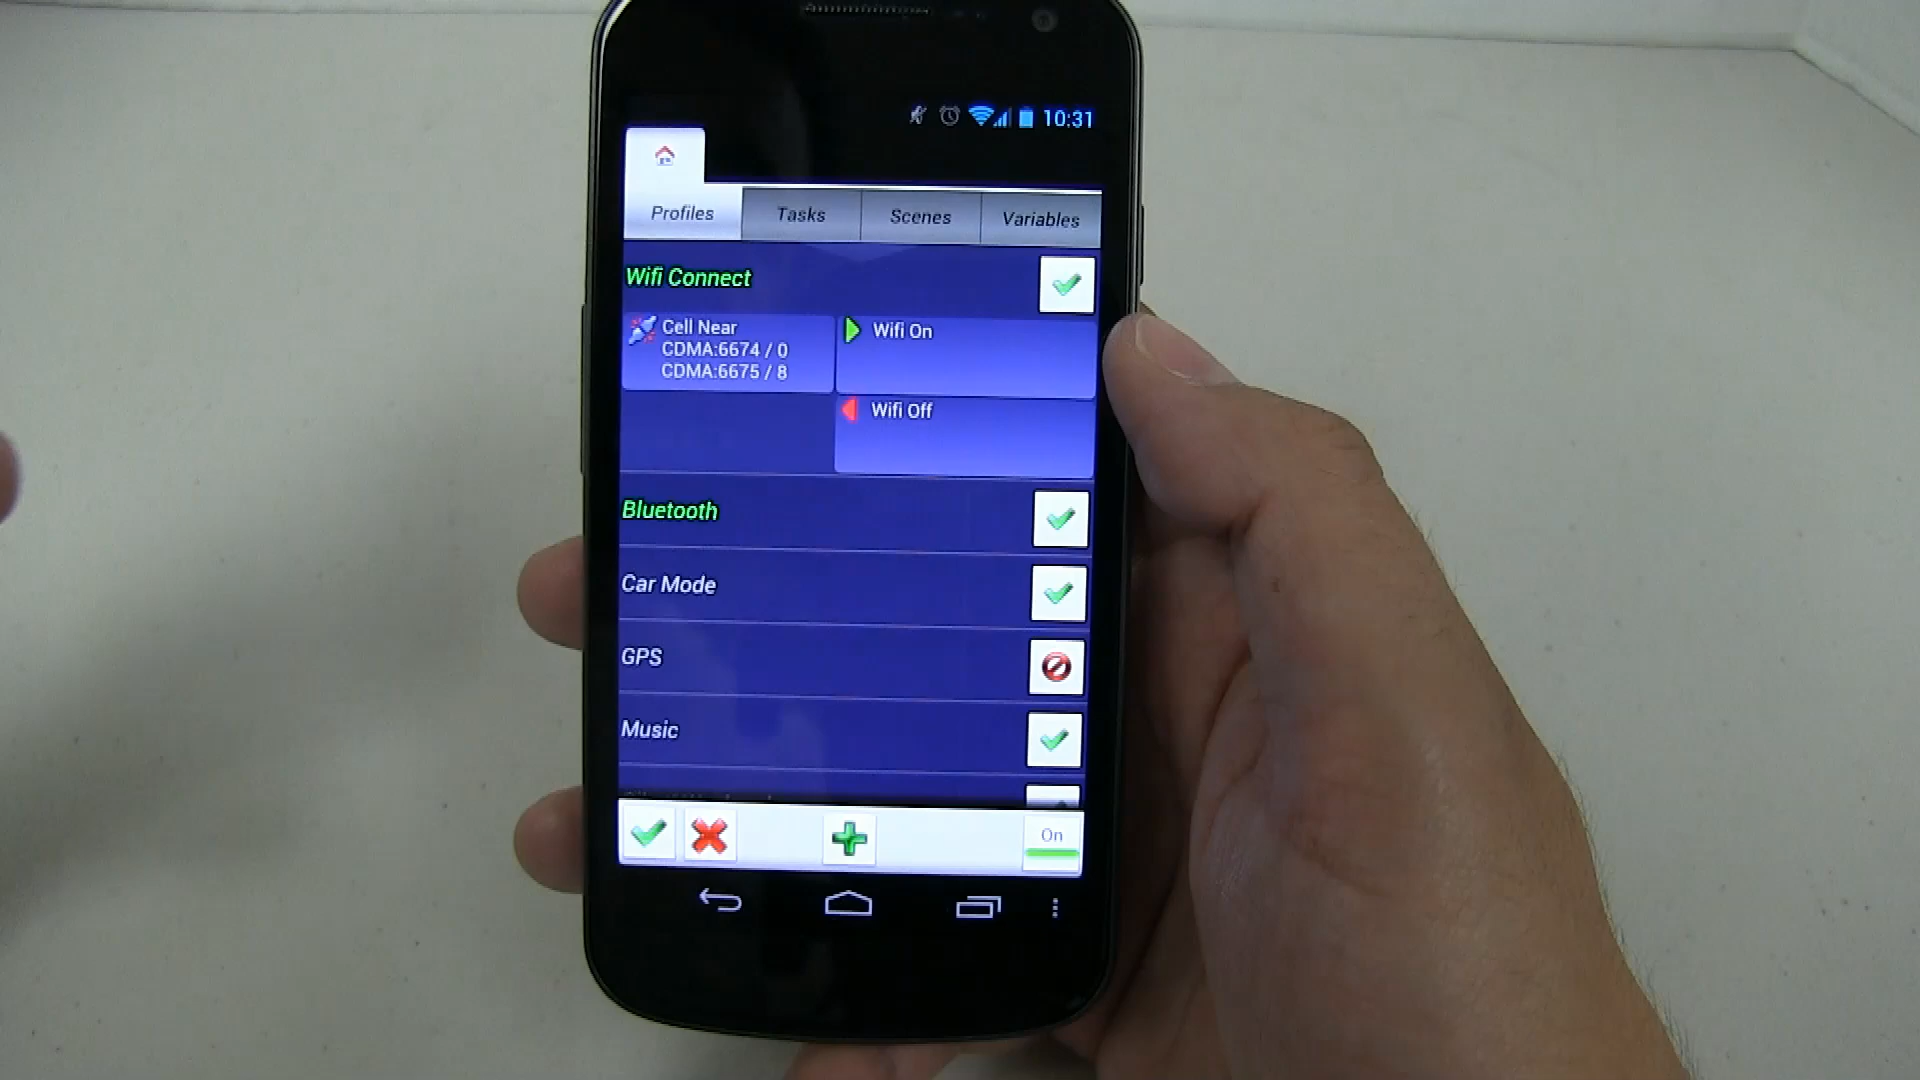 10:31
Profiles
Tasks
Scenes
Variables
Wifi Connect
Cell Near
CDMA:6674 / 0
CDMA:6675 / 8
Wifi On
Wifi Off
Bluetooth
Car Mode
GPS
Music
On